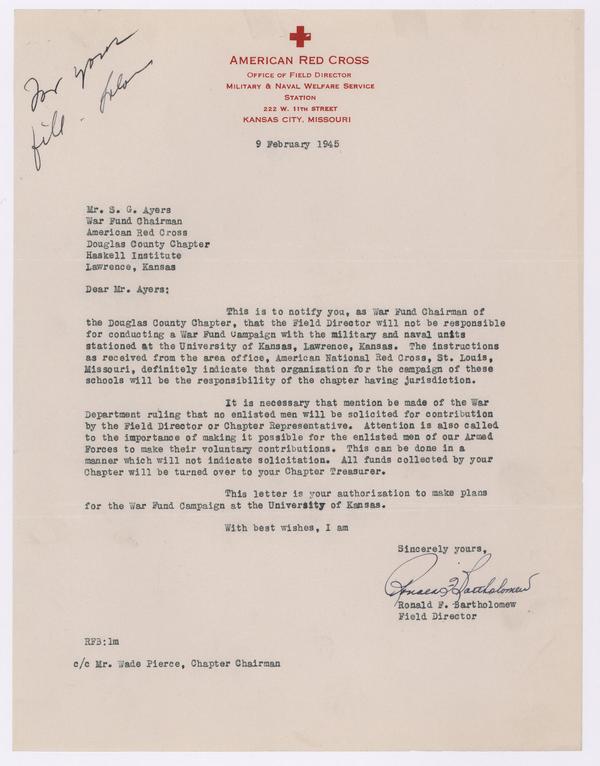 For your
file -
AMERICAN RED CROSS
OFFICE OF FIELD DIRECTOR
MILITARY & NAVAL WELFARE SERVICE
STATION
222 W. 11TH STREET
KANSAS CITY, MISSOURI
9 February 1945
Mr. S. G. Ayers
War Fund Chairman
American Red Cross
Douglas County Chapter
Haskell Institute
Lawrence, Kansas
Dear Mr. Ayers:
This is to notify you, as War Fund Chairman of
the Douglas County Chapter, that the Field Director will not be responsible
for conducting a War Fund Campaign with the military and naval units
stationed at the University of Kansas, Lawrence, Kansas. The instructions
as received from the area office, American National Red Cross, St. Louis,
Missouri, definitely indicate that organization for the campaign of these
schools will be the responsibility of the chapter having jurisdiction.
It is necessary that mention be made of the War
Department ruling that no enlisted men will be solicited for contribution
by the Field Director or Chapter Representative. Attention is also called
to the importance of making it possible for the enlisted men of our Armed
Forces to make their voluntary contributions. This can be done in a
manner which will not indicate solicitation. All funds collected by your
Chapter will be turned over to your Chapter Treasurer.
This letter is your authorization to make plans
for the War Fund Campaign at the University of Kansas.
With best wishes, I am
Sincerely yours,
Ronald F. Bartholomew
Ronald F. Bartholomew
Field Director
RFB:lm
c/c Mr. Wade Pierce, Chapter Chairman